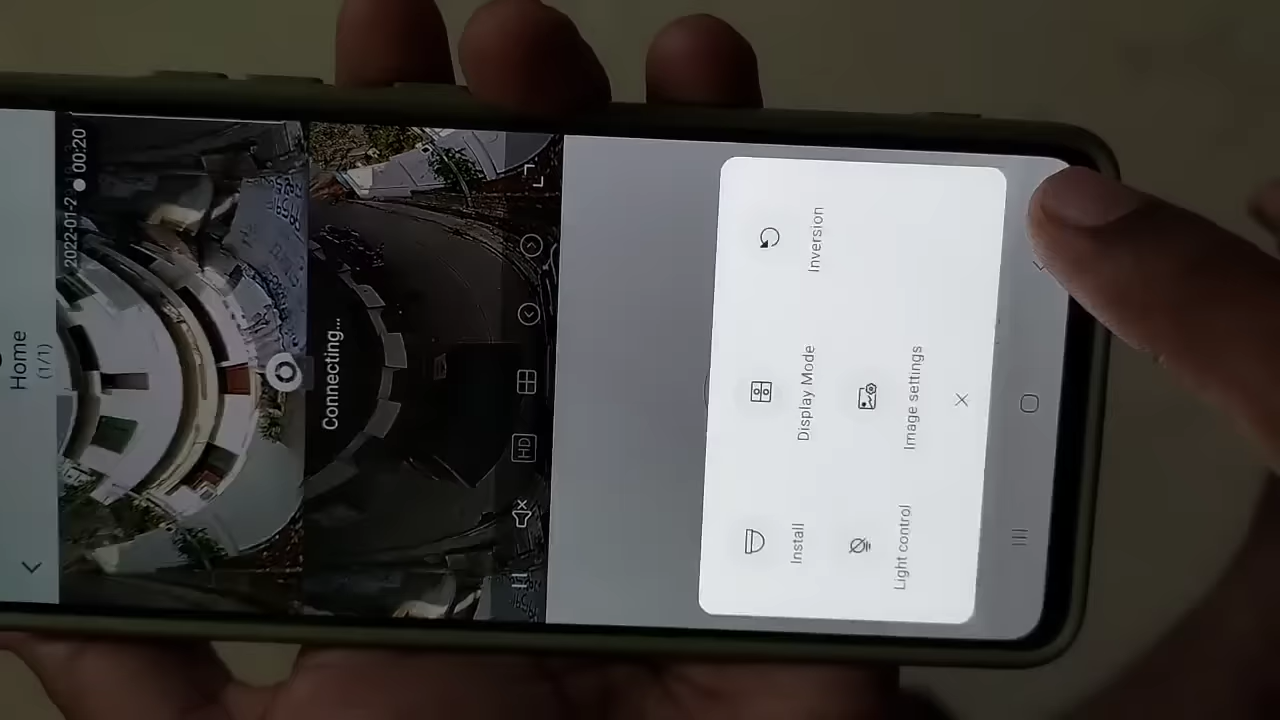 Home
(1/1)
2022-01-2
00:20
Connecting...
HD
Install
Display Mode
Inversion
Light control
Image settings